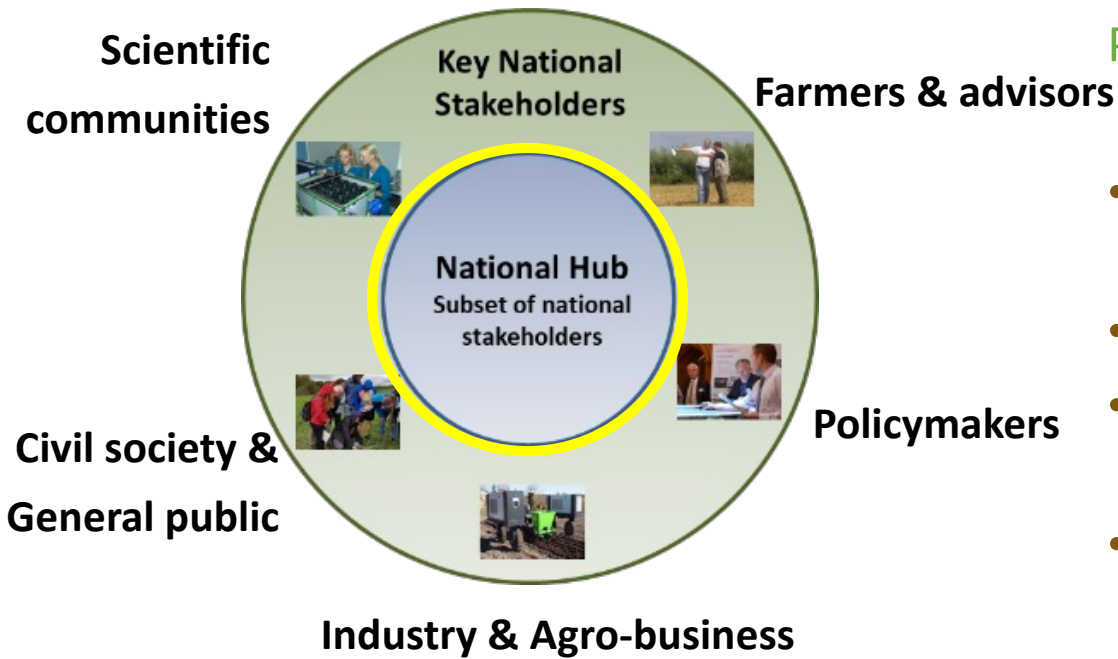 Scientific
communities
Key National
Stakeholders
Farmers & advisors
National Hub
Subset of national
stakeholders
Policymakers
Civil society &
General public
Industry & Agro-business